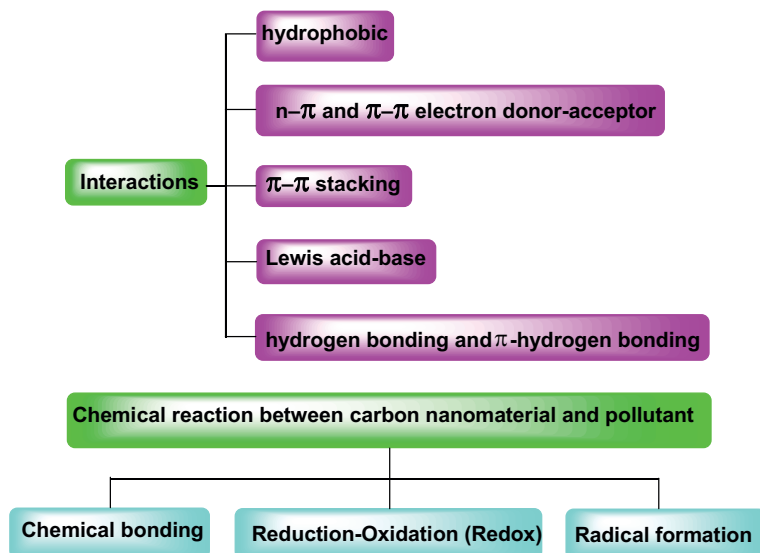 hydrophobic
n–π and π–π electron donor-acceptor
Interactions
π–π stacking
Lewis acid-base
hydrogen bonding and π-hydrogen bonding
Chemical reaction between carbon nanomaterial and pollutant
Chemical bonding
Reduction-Oxidation (Redox)
Radical formation